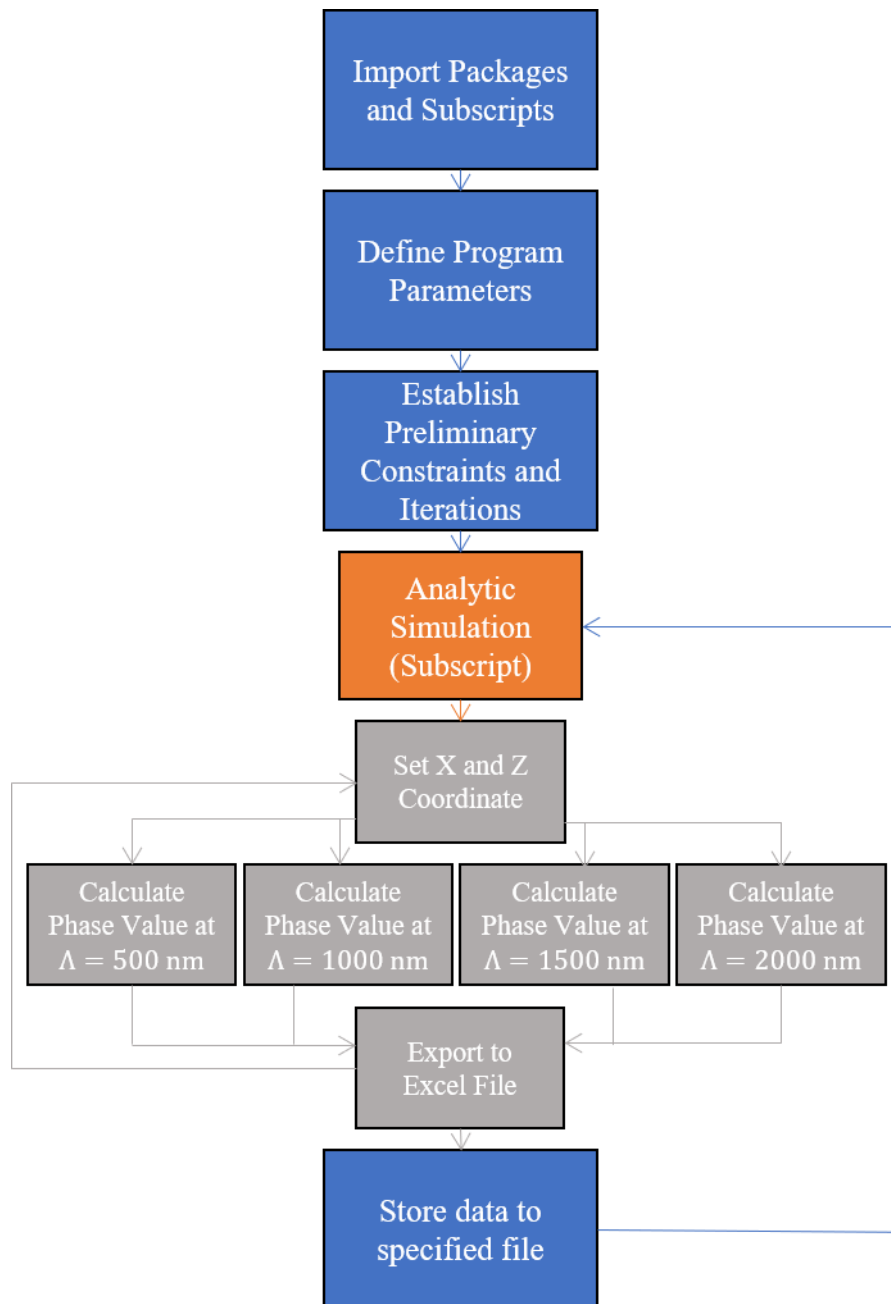 Import Packages
and Subscripts
Define Program
Parameters
Establish
Preliminary
Constraints and
Iterations
Analytic
Simulation
(Subscript)
Set X and Z
Coordinate
Calculate
Phase Value at
Λ = 500 nm
Calculate
Phase Value at
Λ = 1000 nm
Calculate
Phase Value at
Λ = 1500 nm
Calculate
Phase Value at
Λ = 2000 nm
Export to
Excel File
Store data to
specified file